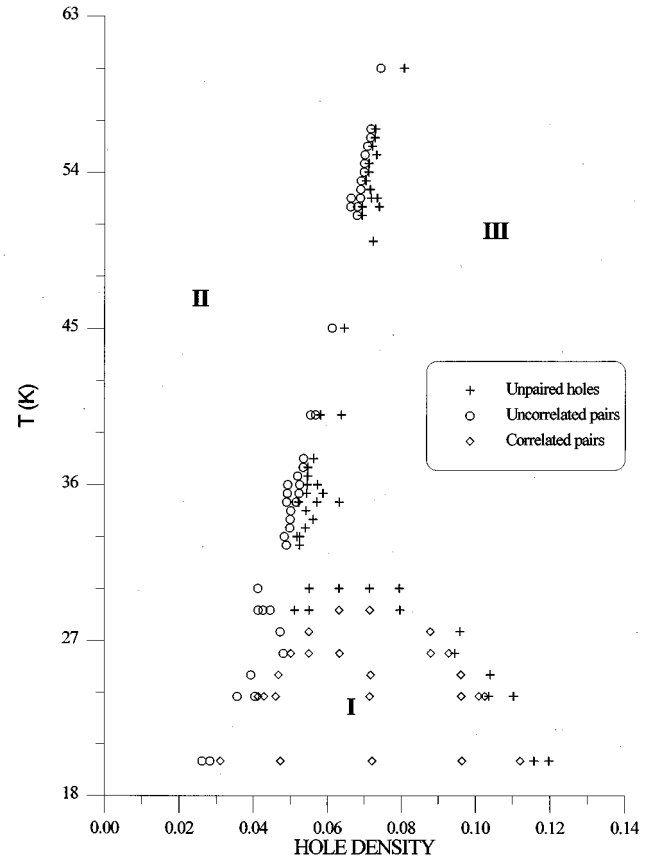 63
54
45
36
27
18
T (K)
II
III
I
Unpaired holes
Uncorrelated pairs
Correlated pairs
0.00 0.02 0.04 0.06 0.08 0.10 0.12 0.14
HOLE DENSITY